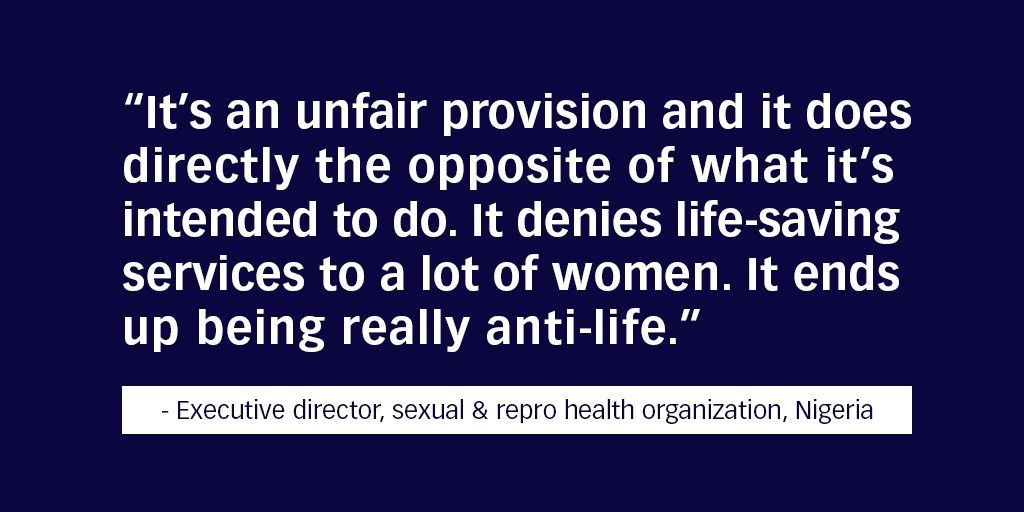 “It’s an unfair provision and it does
directly the opposite of what it’s
intended to do. It denies life-saving
services to a lot of women. It ends
up being really anti-life.”
- Executive director, sexual & repro health organization, Nigeria